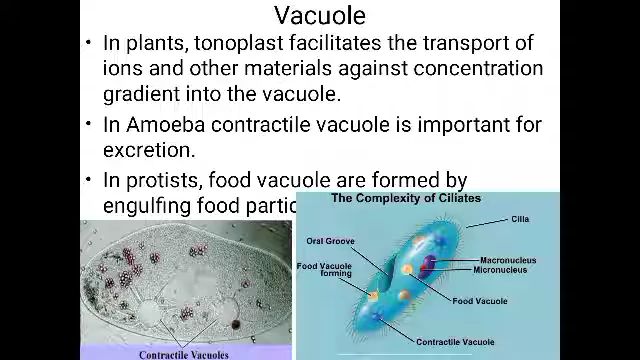 Vacuole
• In plants, tonoplast facilitates the transport of
ions and other materials against concentration
gradient into the vacuole.
• In Amoeba contractile vacuole is important for
excretion.
• In protists, food vacuole are formed by
engulfing food partic
The Complexity of Ciliates
Cilia
Oral Groove
Macronucleus
Micronucleus
Food Vacuole
forming
Food Vacuole
Contractile Vacuole
Contractile Vacuoles